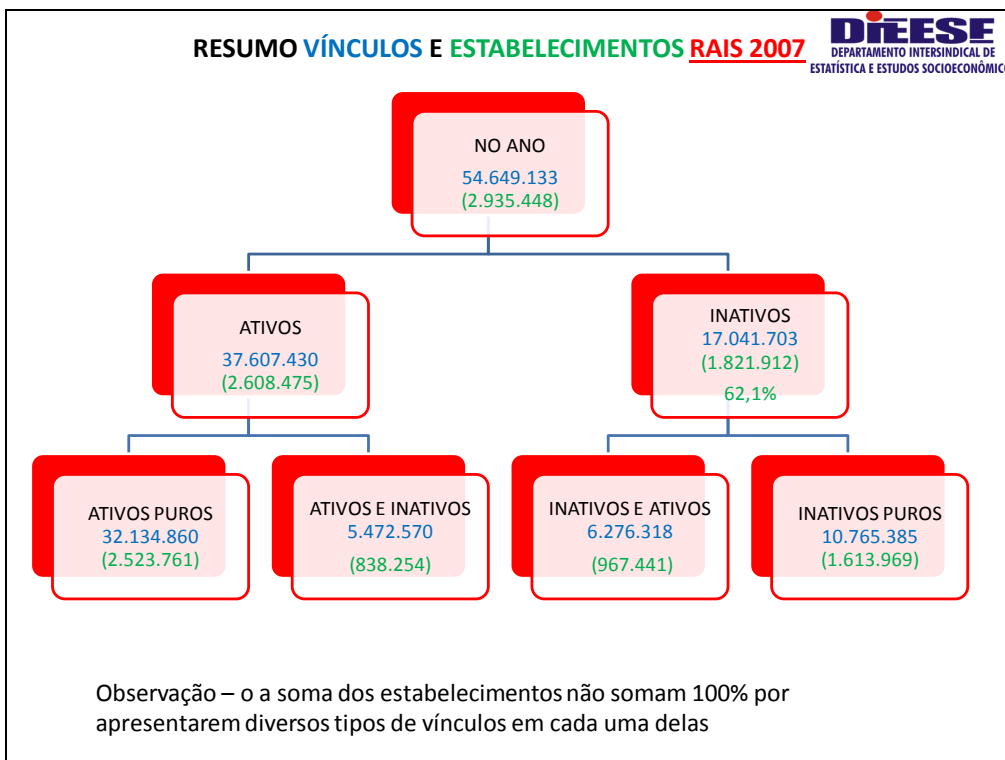 RESUMO VÍNCULOS E ESTABELECIMENTOS RAIS 2007
DIEESE
DEPARTAMENTO INTERSINDICAL DE
ESTATÍSTICA E ESTUDOS SOCIOECONÔMIC
NO ANO
54.649.133
(2.935.448)
ATIVOS
37.607.430
(2.608.475)
INATIVOS
17.041.703
(1.821.912)
62,1%
ATIVOS PUROS
32.134.860
(2.523.761)
ATIVOS E INATIVOS
5.472.570
(838.254)
INATIVOS E ATIVOS
6.276.318
(967.441)
INATIVOS PUROS
10.765.385
(1.613.969)
Observação – o a soma dos estabelecimentos não somam 100% por
apresentarem diversos tipos de vínculos em cada uma delas